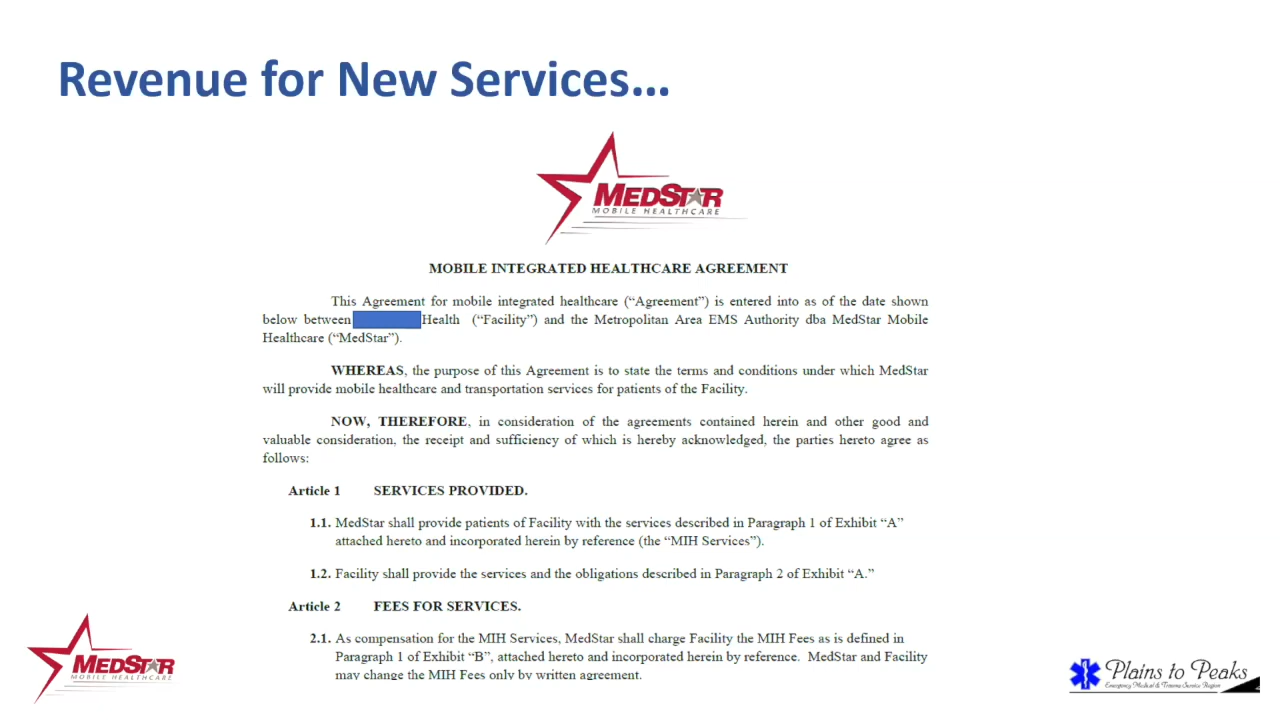 Revenue for New Services...
MEDSTAR
MOBILE HEALTHCARE
MOBILE INTEGRATED HEALTHCARE AGREEMENT
This Agreement for mobile integrated healthcare (“Agreement”) is entered into as of the date shown
below between Health (“Facility”) and the Metropolitan Area EMS Authority dba MedStar Mobile
Healthcare (“MedStar”).
WHEREAS, the purpose of this Agreement is to state the terms and conditions under which MedStar
will provide mobile healthcare and transportation services for patients of the Facility.
NOW, THEREFORE, in consideration of the agreements contained herein and other good and
valuable consideration, the receipt and sufficiency of which is hereby acknowledged, the parties hereto agree as
follows:
Article 1 SERVICES PROVIDED.
1.1. MedStar shall provide patients of Facility with the services described in Paragraph 1 of Exhibit “A”
attached hereto and incorporated herein by reference (the “MIH Services”).
1.2. Facility shall provide the services and the obligations described in Paragraph 2 of Exhibit “A.”
Article 2 FEES FOR SERVICES.
2.1. As compensation for the MIH Services, MedStar shall charge Facility the MIH Fees as is defined in
Paragraph 1 of Exhibit “B”, attached hereto and incorporated herein by reference. MedStar and Facility
may change the MIH Fees only by written agreement.
MEDSTAR
MOBILE HEALTHCARE
Plains to Peaks
Emergency Medical & Trauma Service Region